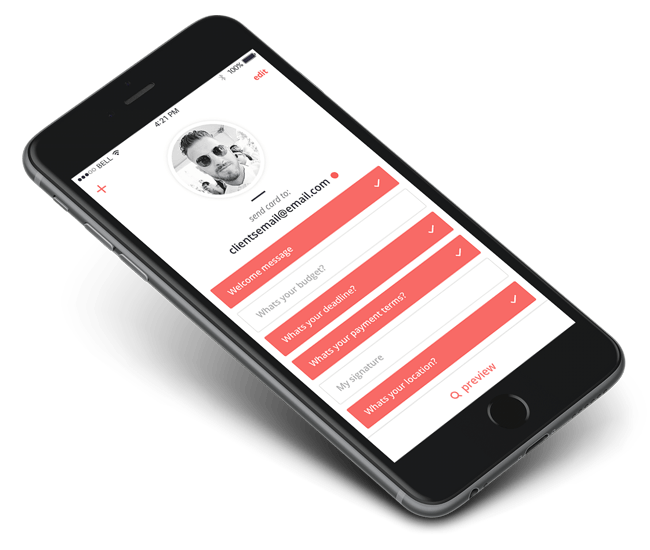 BELL 4:21 PM 100%
edit
+
send card to:
clientsemail@email.com
Welcome message
Whats your budget?
Whats your deadline?
Whats your payment terms?
My signature
Whats your location?
preview